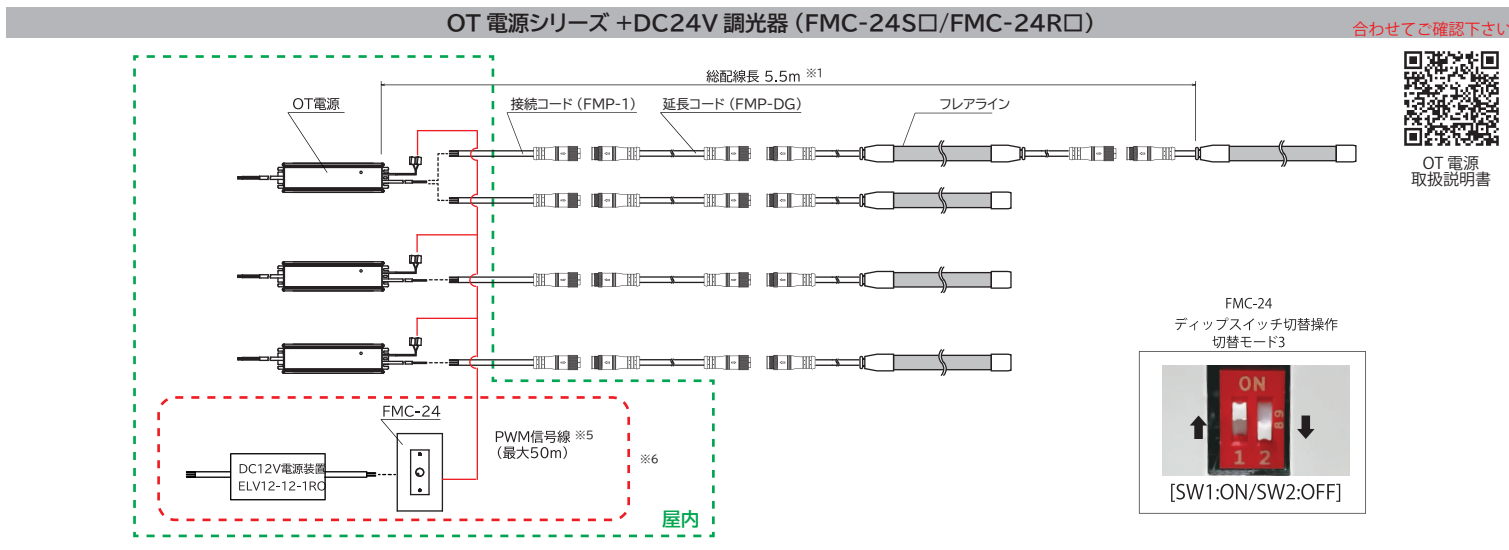 OT 電源シリーズ +DC24V 調光器 (FMC-24S□/FMC-24R□)
合わせてご確認下さい
総配線長 5.5m ※1
OT電源
接続コード (FMP-1)
延長コード (FMP-DG)
フレアライン
OT 電源
取扱説明書
FMC-24
ディップスイッチ切替操作
切替モード3
ON
1 2
89
[SW1:ON/SW2:OFF]
FMC-24
PWM信号線 ※5
(最大50m)
※6
DC12V電源装置
ELV12-12-1RC
屋内